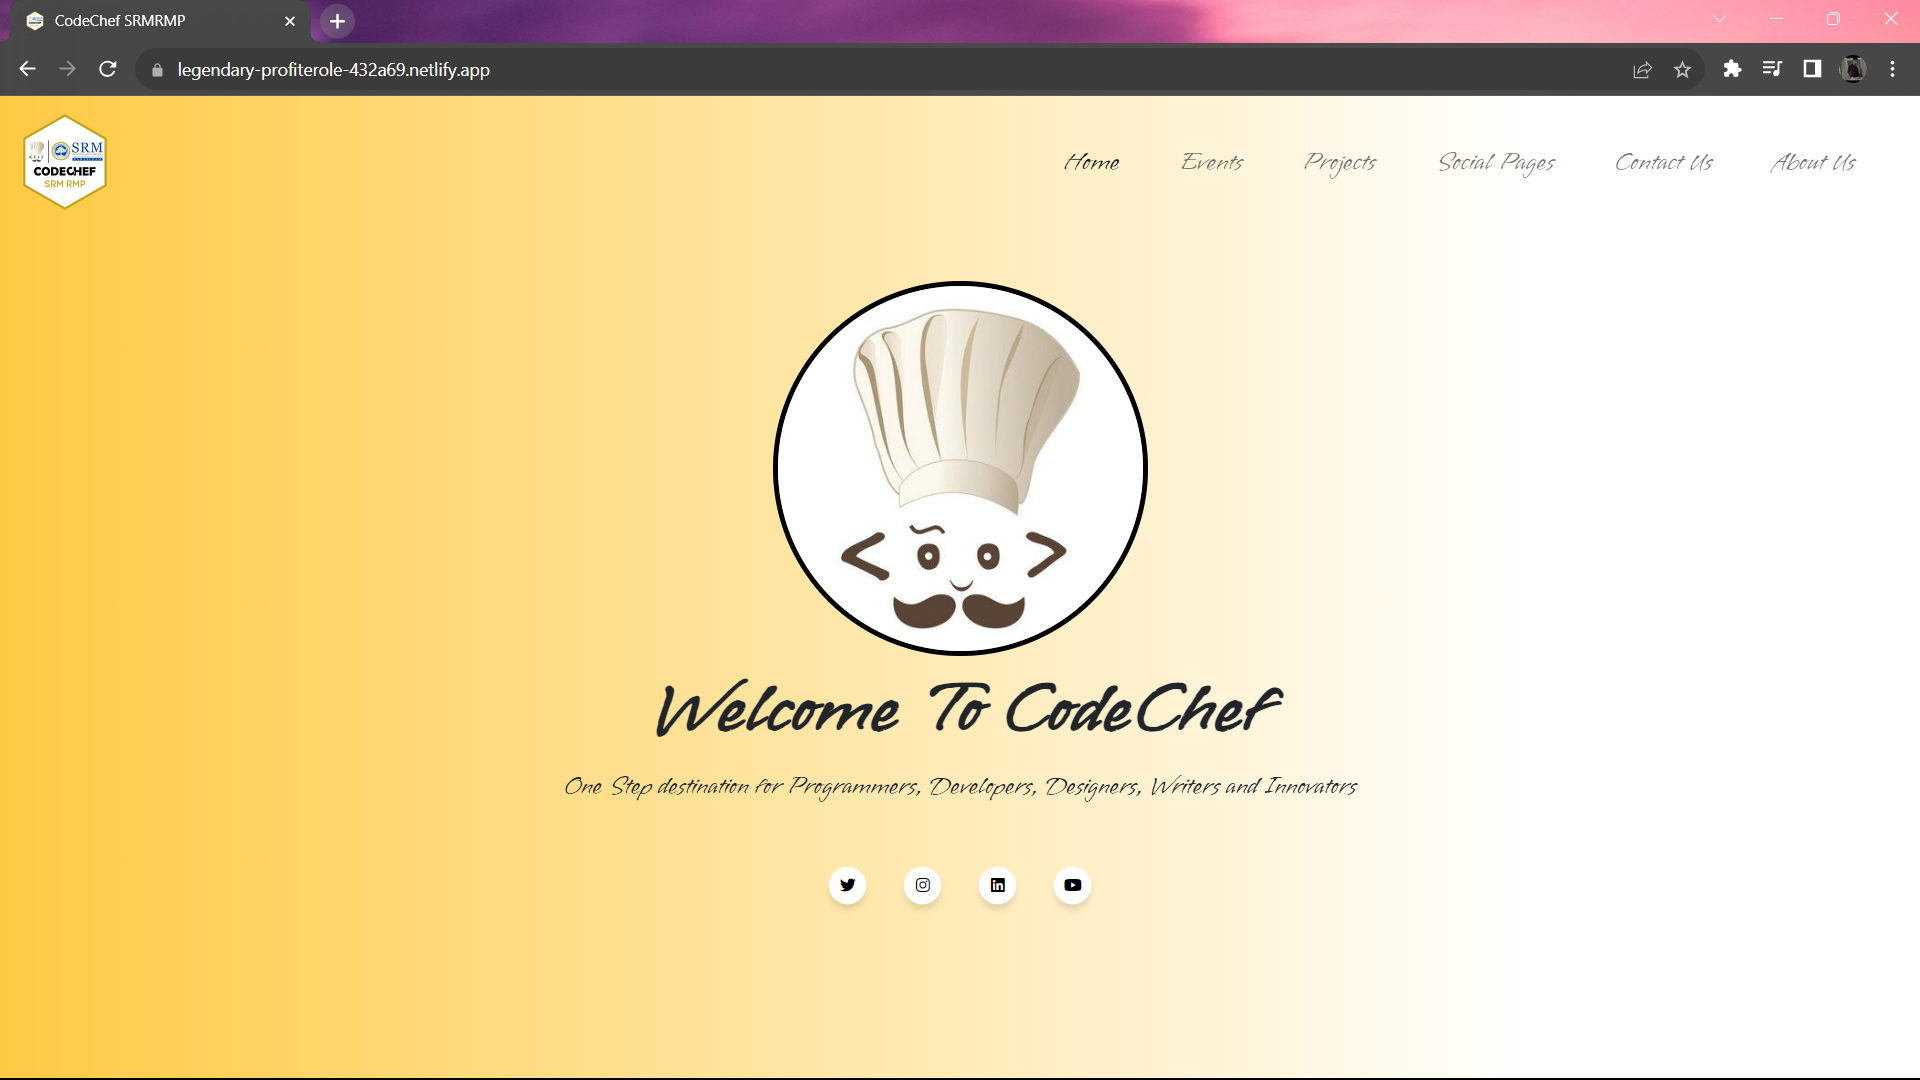 CodeChef SRMRMP
legendary-profiterole-432a69.netlify.app
SRM
CODECHEF
SRM RMP
Home Events Projects Social Pages Contact Us About Us
Welcome To CodeChef
One Step destination for Programmers, Developers, Designers, Writers and Innovators